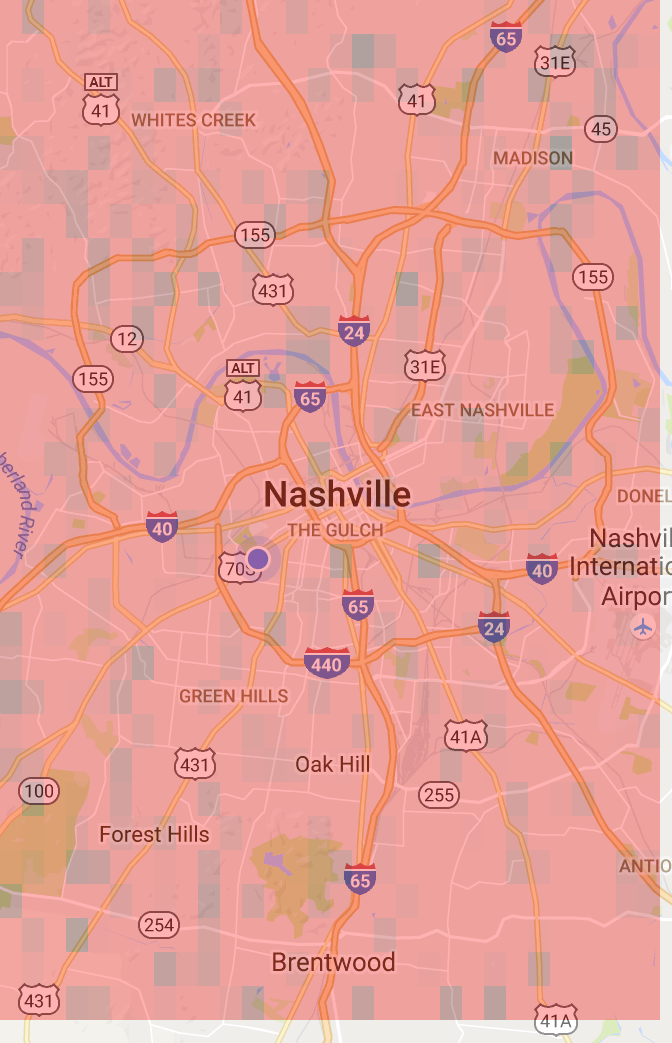 65
31E
ALT
41
41
WHITES CREEK
45
MADISON
155
155
431
24
12
ALT
41
155
65
31E
EAST NASHVILLE
berland River
Nashville
DONEL
40
THE GULCH
Nashvil
Internatio
Airpor
70S
40
65
24
440
GREEN HILLS
431
Oak Hill
41A
100
255
Forest Hills
65
ANTIO
254
Brentwood
431
41A